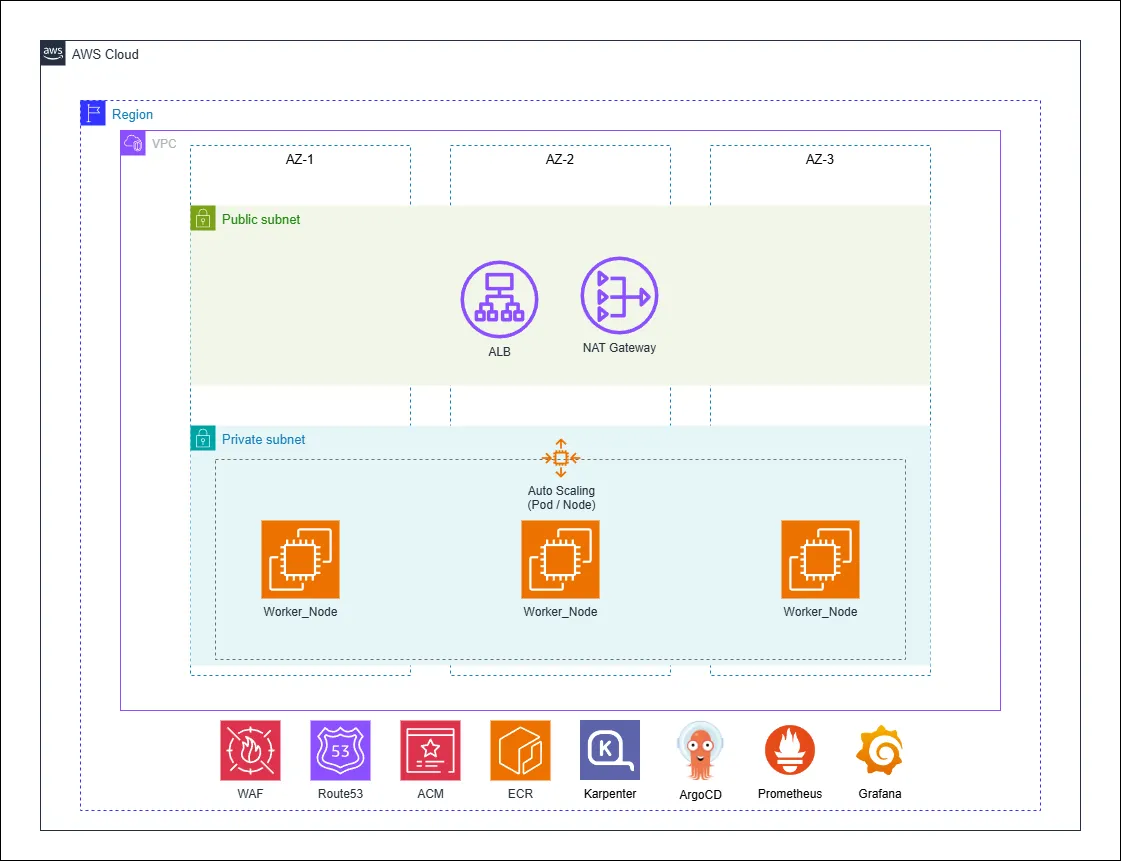 aws
AWS Cloud
Region
VPC
AZ-1
AZ-2
AZ-3
Public subnet
ALB
NAT Gateway
Private subnet
Auto Scaling
(Pod / Node)
Worker_Node
Worker_Node
Worker_Node
53
K
WAF
Route53
ACM
ECR
Karpenter
ArgoCD
Prometheus
Grafana